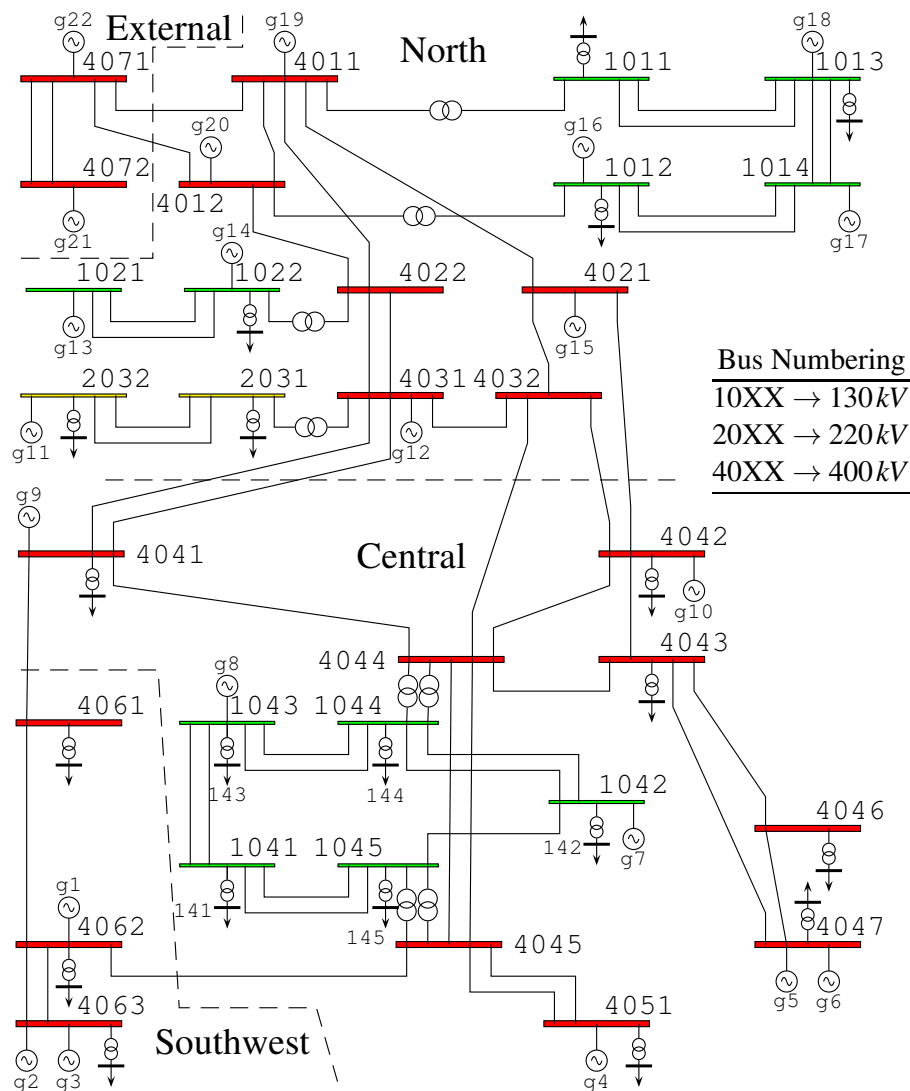 g22
External
g19
g18
4071
4011
North
1011
1013
g20
g16
4072
4012
1012
1014
g21
g14
g17
1021
1022
4022
4021
g13
g15
2032
2031
4031
4032
g11
g12
Bus Numbering
10XX → 130 kV
20XX → 220 kV
40XX → 400 kV
g9
4041
Central
4042
g10
4044
4043
g8
4061
1043
1044
143
144
1042
142
g7
4046
1041
1045
141
145
g1
4062
4045
4047
g5
g6
4063
4051
g2
g3
Southwest
g4